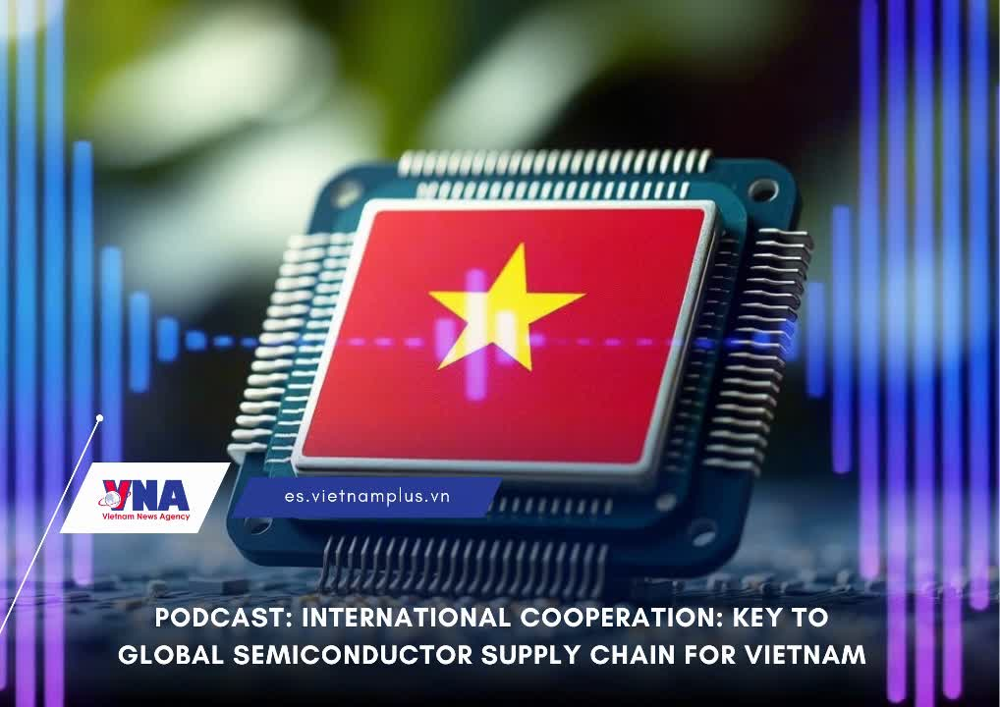 VNA
Vietnam News Agency
es.vietnamplus.vn
PODCAST: INTERNATIONAL COOPERATION: KEY TO
GLOBAL SEMICONDUCTOR SUPPLY CHAIN FOR VIETNAM